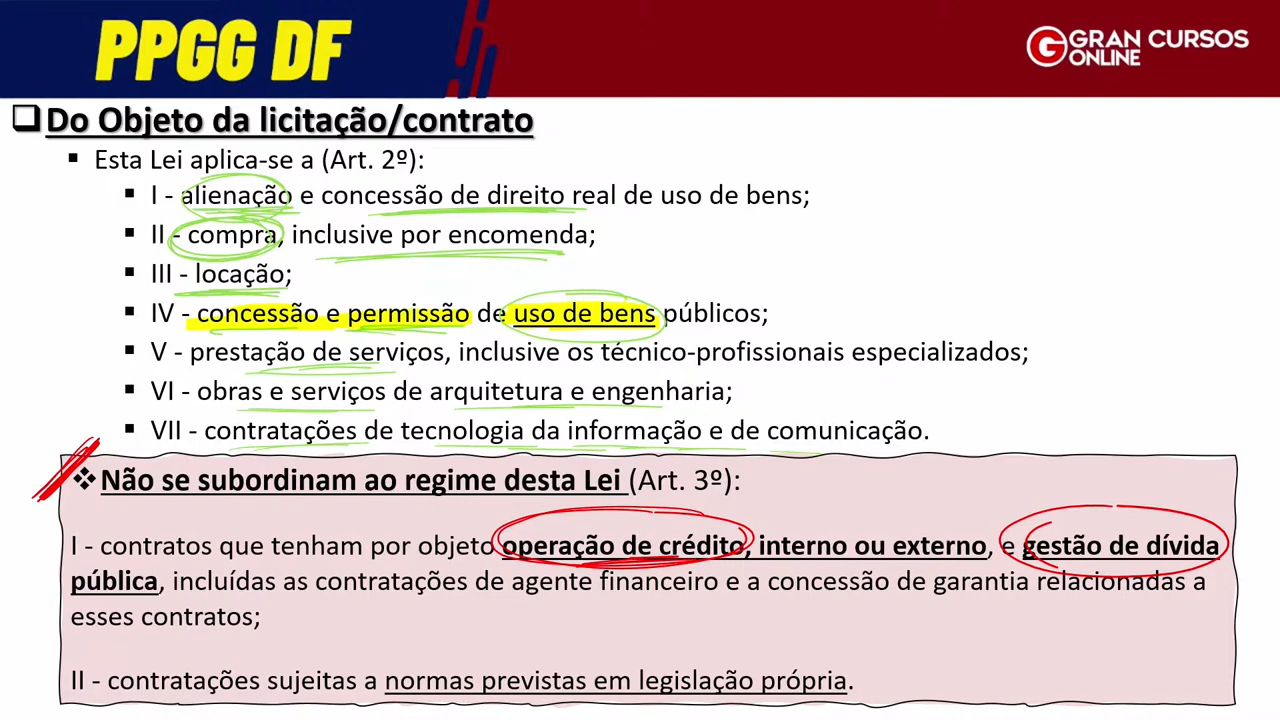 PPGG DF
GRAN CURSOS
ONLINE
Do Objeto da licitação/contrato
Esta Lei aplica-se a (Art. 2º):
I - alienação e concessão de direito real de uso de bens;
II - compra, inclusive por encomenda;
III - locação;
IV - concessão e permissão de uso de bens públicos;
V - prestação de serviços, inclusive os técnico-profissionais especializados;
VI - obras e serviços de arquitetura e engenharia;
VII - contratações de tecnologia da informação e de comunicação.
Não se subordinam ao regime desta Lei (Art. 3º):
I - contratos que tenham por objeto operação de crédito, interno ou externo, e gestão de dívida
pública, incluídas as contratações de agente financeiro e a concessão de garantia relacionadas a
esses contratos;
II - contratações sujeitas a normas previstas em legislação própria.